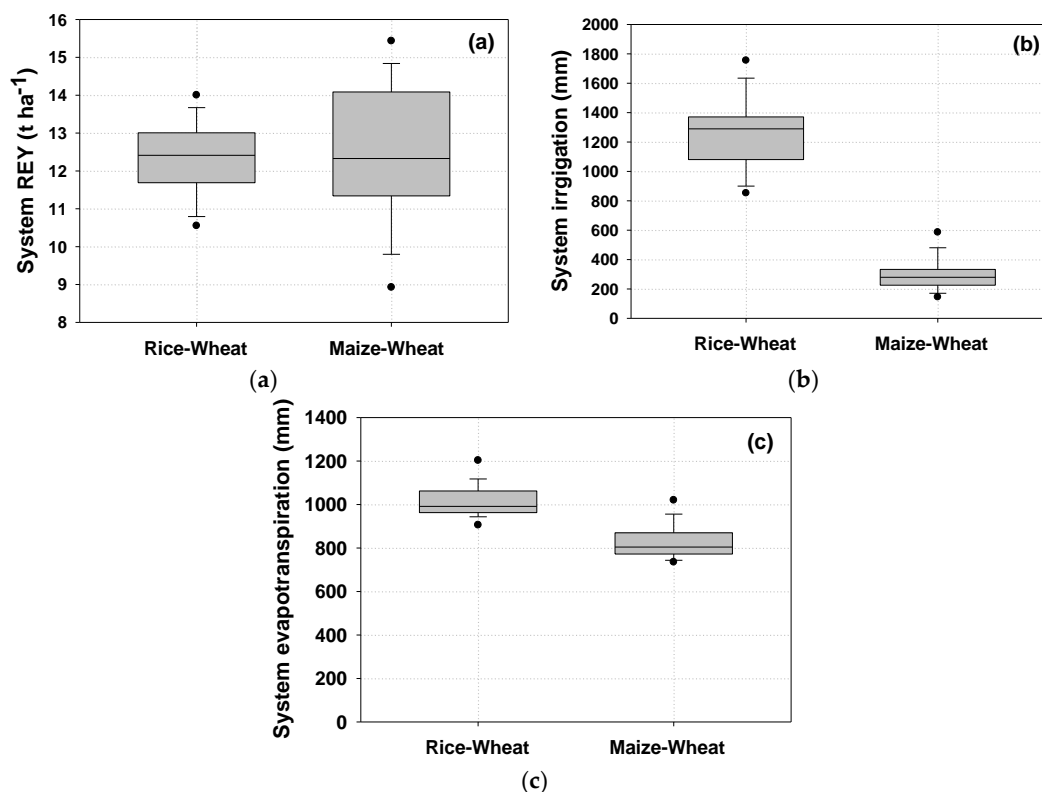 System REY (t ha⁻¹)
16
15
14
13
12
11
10
9
8
(a)
Rice-Wheat Maize-Wheat
(a)
System irrgigation (mm)
2000
1800
1600
1400
1200
1000
800
600
400
200
0
(b)
Rice-Wheat Maize-Wheat
(b)
System evapotranspiration (mm)
1400
1200
1000
800
600
400
200
0
(c)
Rice-Wheat Maize-Wheat
(c)